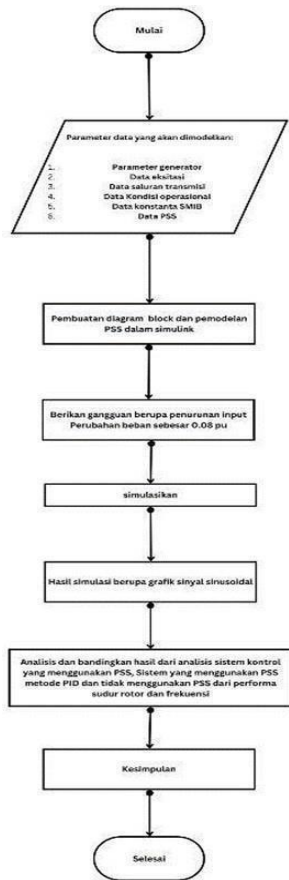 Mulai
Parameter data yang akan dimodelkan:
1. Parameter generator
2. Data eksitasi
3. Data saluran transmisi
4. Data Kondisi operasional
5. Data konstanta SMIB
6. Data PSS
Pembuatan diagram block dan pemodelan
PSS dalam simulink
Berikan gangguan berupa penurunan input
Perubahan beban sebesar 0.08 pu
simulasikan
Hasil simulasi berupa grafik sinyal sinusoidal
Analisis dan bandingkan hasil dari analisis sistem kontrol
yang menggunakan PSS, Sistem yang menggunakan PSS
metode PID dan tidak menggunakan PSS dari performa
sudur rotor dan frekuensi
Kesimpulan
Selesai